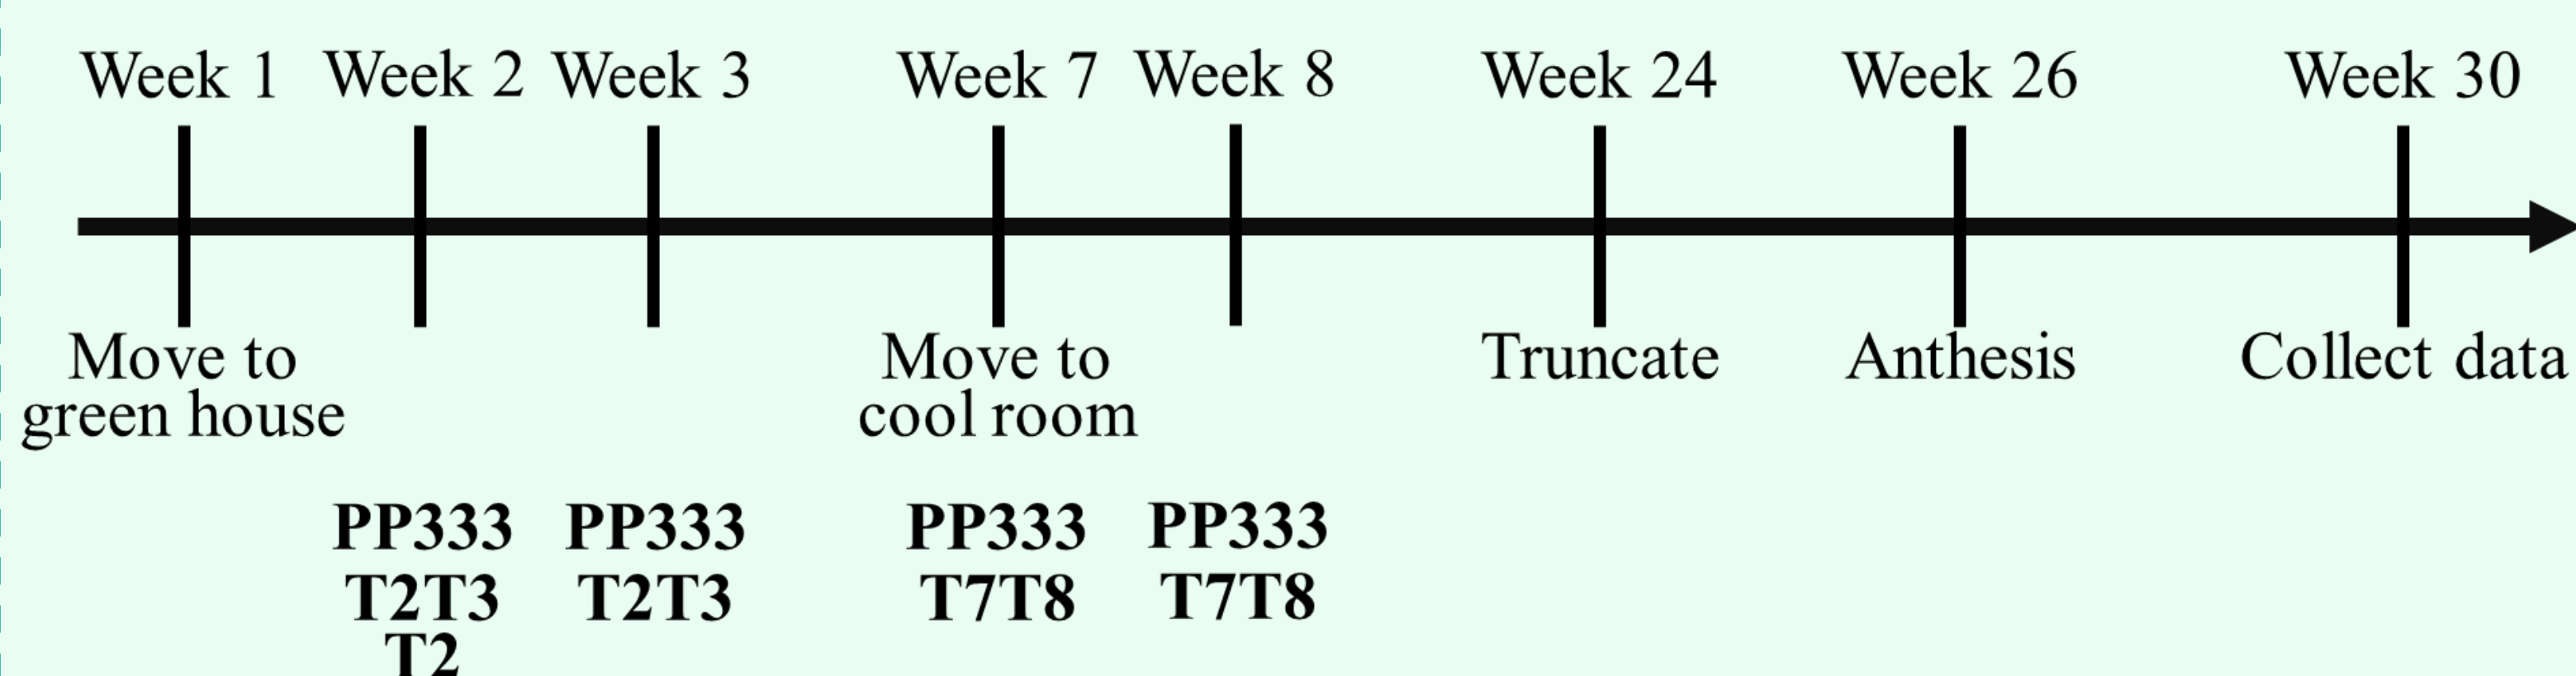 Week 1 Week 2 Week 3 Week 7 Week 8 Week 24 Week 26 Week 30
Move to
green house
Move to
cool room
Truncate
Anthesis
Collect data
PP333
T2T3
T2
PP333
T2T3
PP333
T7T8
PP333
T7T8